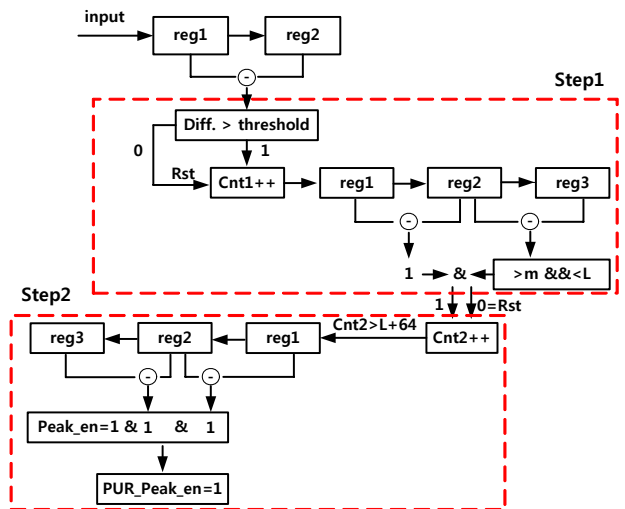 input
reg1
reg2
-
Step1
Diff. > threshold
0
1
Rst
Cnt1++
reg1
reg2
reg3
-
-
1
&
>m &&<L
Step2
1
0=Rst
Cnt2>L+64
reg3
reg2
reg1
Cnt2++
-
-
Peak_en=1 & 1 & 1
PUR_Peak_en=1